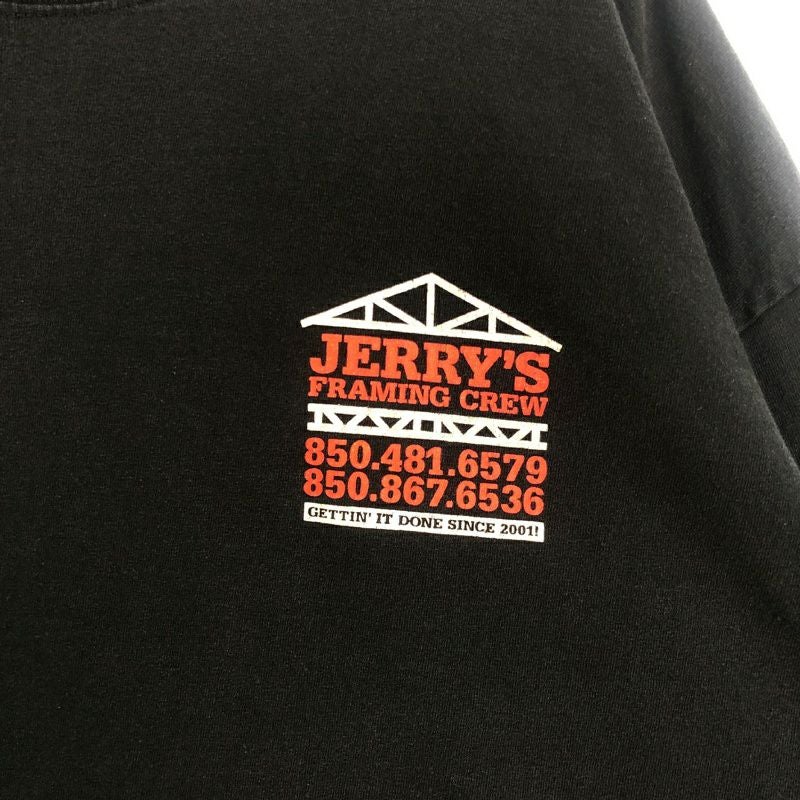 JERRY'S
FRAMING CREW
850.481.6579
850.867.6536
GETTIN' IT DONE SINCE 2001!